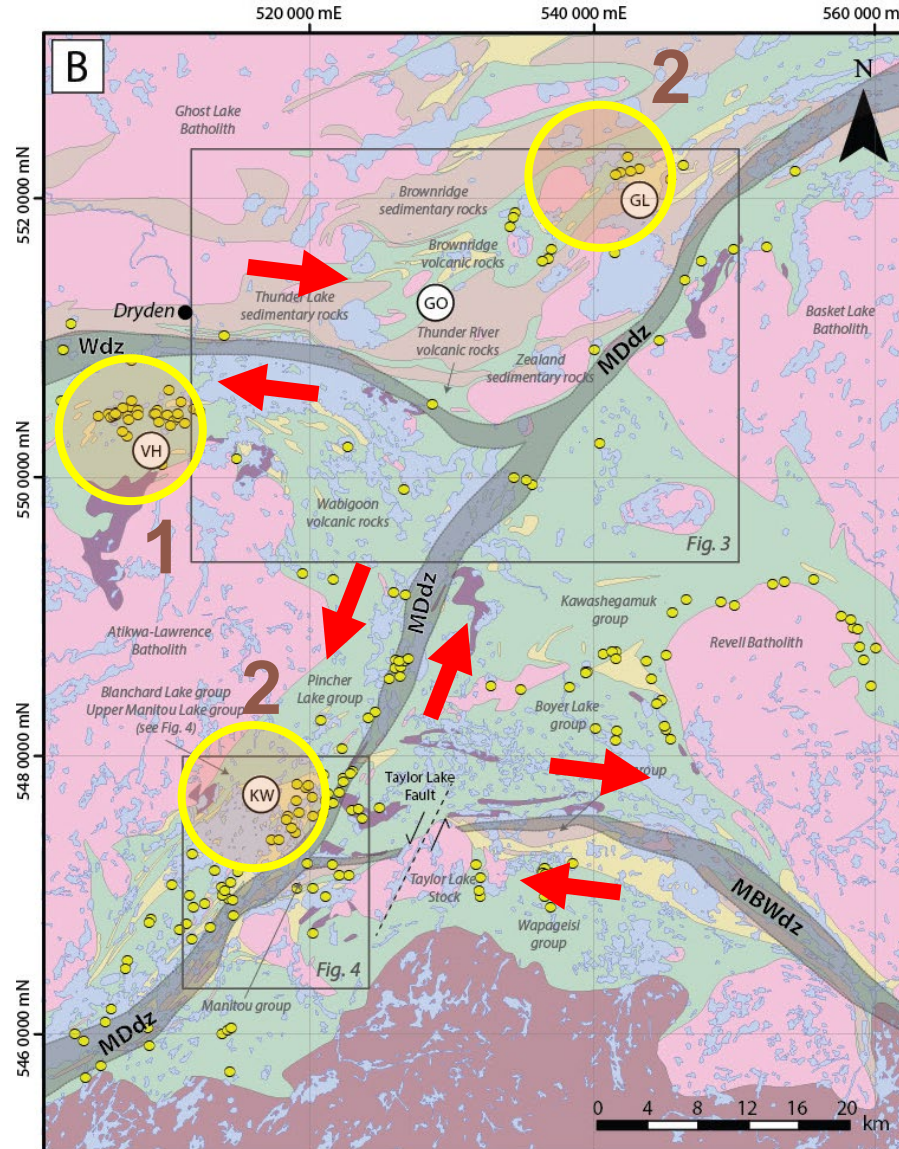 520 000 mE
540 000 mE
560 000 mE
B
2
N
Ghost Lake
Batholith
552 000 mN
Brownridge
sedimentary rocks
GL
Brownridge
volcanic rocks
GO
Thunder Lake
sedimentary rocks
Basket Lake
Batholith
Dryden
Thunder River
volcanic rocks
Wdz
MDdz
Zealand
sedimentary rocks
VH
550 000 mN
Wabigoon
volcanic rocks
1
Fig. 3
MDdz
Kawashegamuk
group
Atikwa-Lawrence
Batholith
Revell Batholith
Pincher
Lake group
2
Blanchard Lake group
Upper Manitou Lake group
(see Fig. 4)
Boyer Lake
group
548 000 mN
Taylor Lake
Fault
group
KW
Taylor Lake
Stock
MBWdz
Wapageisi
group
Fig. 4
Manitou group
MDdz
546 000 mN
0 4 8 12 16 20
km